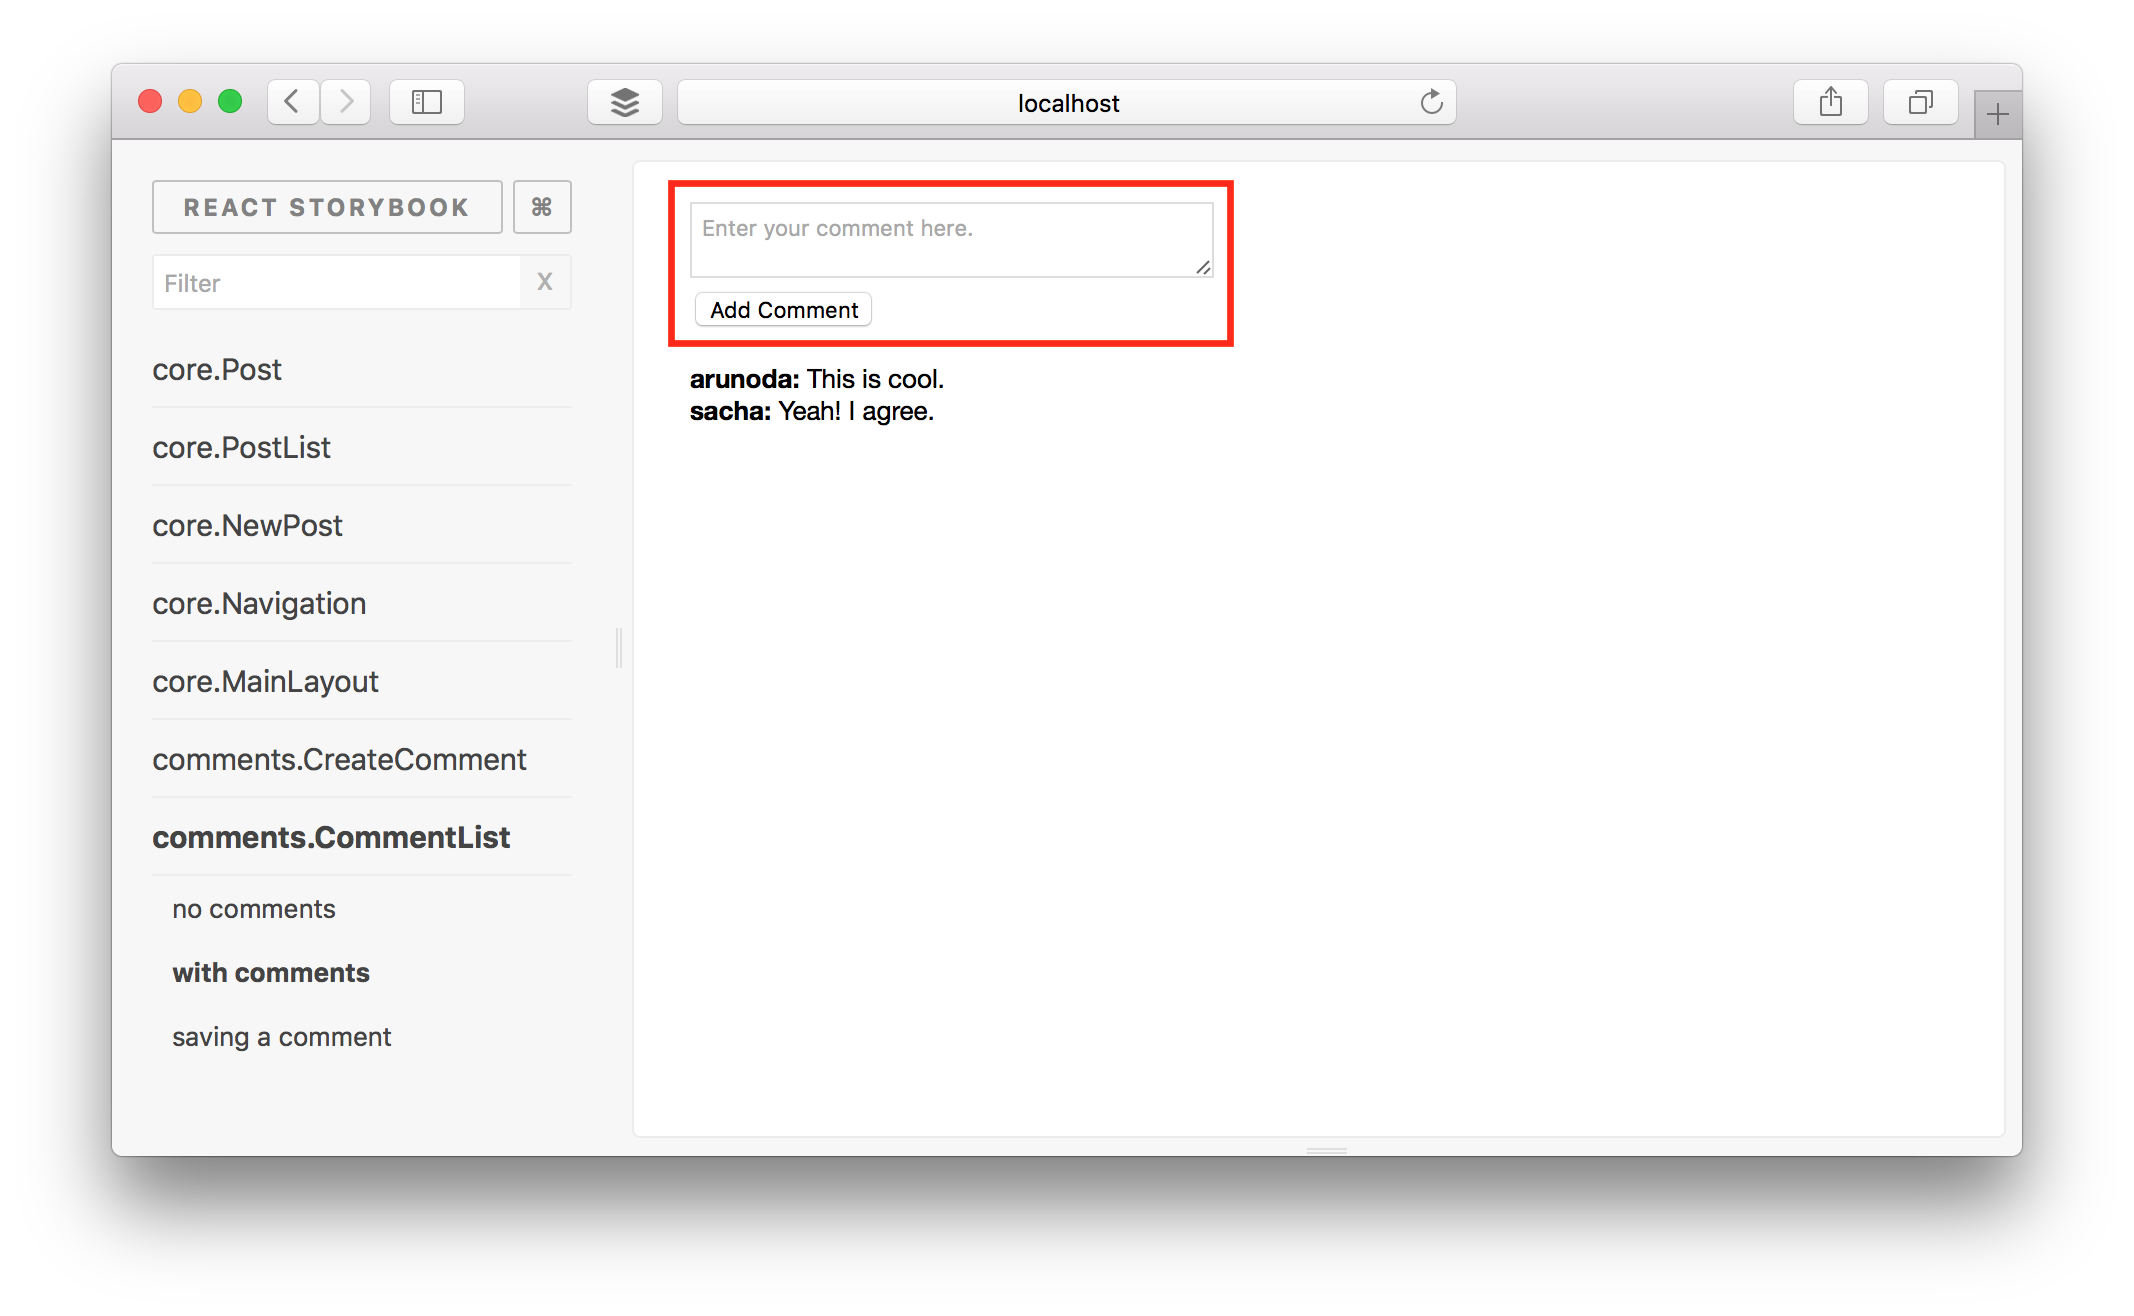 localhost
REACT STORYBOOK
⌘
Filter
X
core.Post
core.PostList
core.NewPost
core.Navigation
core.MainLayout
comments.CreateComment
comments.CommentList
no comments
with comments
saving a comment
Enter your comment here.
Add Comment
arunoda: This is cool.
sacha: Yeah! I agree.